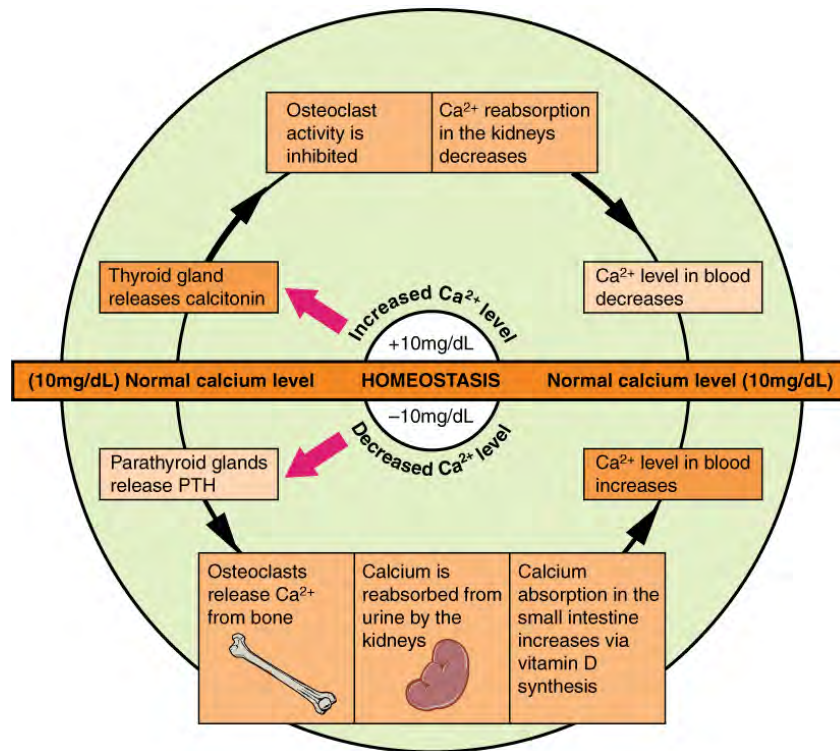 Osteoclast
activity is
inhibited
Ca²⁺ reabsorption
in the kidneys
decreases
Thyroid gland
releases calcitonin
Increased Ca²⁺ level
+10mg/dL
Ca²⁺ level in blood
decreases
(10mg/dL) Normal calcium level
HOMEOSTASIS
Normal calcium level (10mg/dL)
–10mg/dL
Decreased Ca²⁺ level
Parathyroid glands
release PTH
Ca²⁺ level in blood
increases
Osteoclasts
release Ca²⁺
from bone
Calcium is
reabsorbed from
urine by the
kidneys
Calcium
absorption in the
small intestine
increases via
vitamin D
synthesis